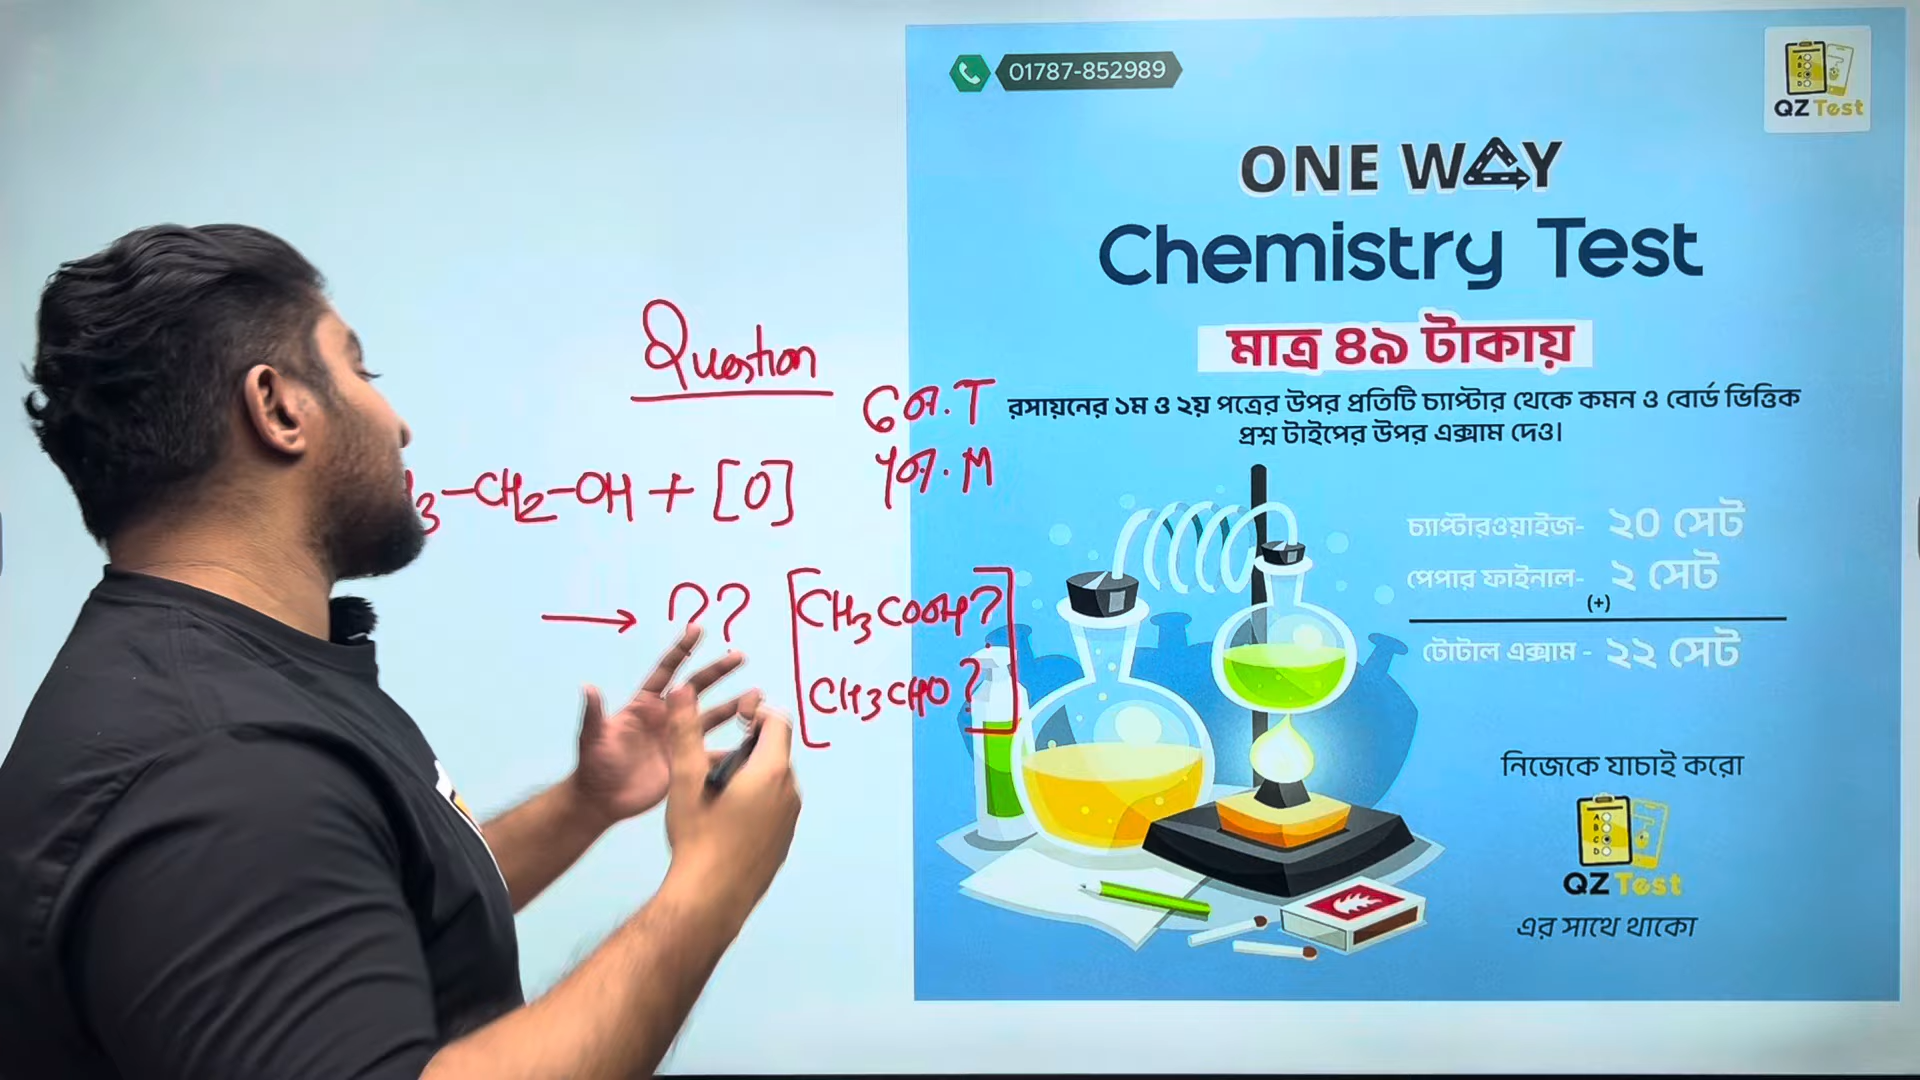 Question
3-CH2-OH + [O]
→ ?? [CH3COOH?
CH3CHO?]
01787-852989
QZ Test
ONE WAY
Chemistry Test
মাত্র ৪৯ টাকায়
রসায়নের ১ম ও ২য় পত্রের উপর প্রতিটি চ্যাপ্টার থেকে কমন ও বোর্ড ভিত্তিক
প্রশ্ন টাইপের উপর এক্সাম দেও।
চ্যাপ্টারওয়াইজ- ২০ সেট
পেপার ফাইনাল- ২ সেট
(+)
টোটাল এক্সাম - ২২ সেট
নিজেকে যাচাই করো
QZ Test
এর সাথে থাকো